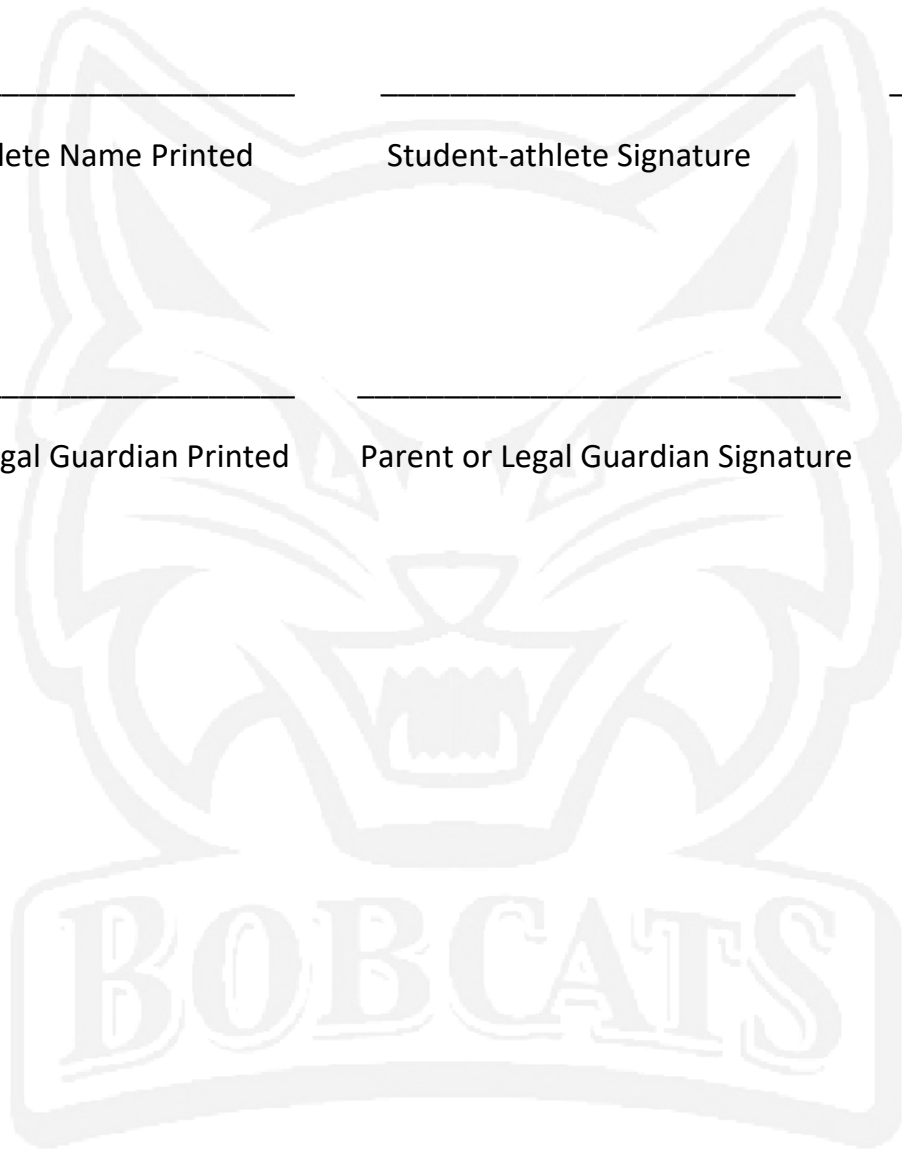 lete Name Printed Student-athlete Signature
gal Guardian Printed Parent or Legal Guardian Signature
BOBCATS